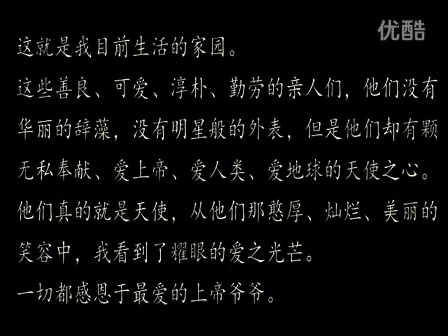 优酷
这就是我目前生活的家园。
这些善良、可爱、淳朴、勤劳的亲人们，他们没有
华丽的辞藻，没有明星般的外表，但是他们却有颗
无私奉献、爱上帝、爱人类、爱地球的天使之心。
他们真的就是天使，从他们那憨厚、灿烂、美丽的
笑容中，我看到了耀眼的爱之光芒。
一切都感恩于最爱的上帝爷爷。